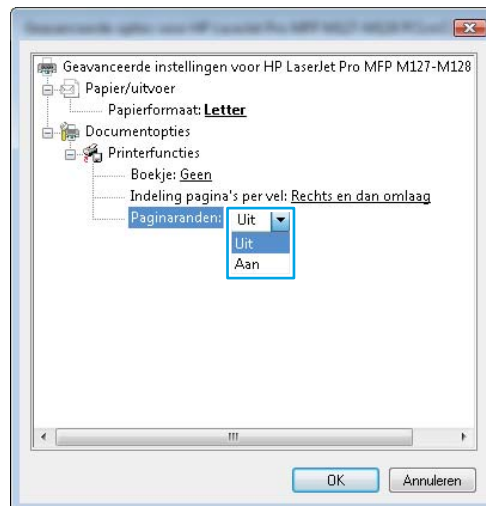 Geavanceerde instellingen voor HP LaserJet Pro MFP M127-M128
Papier/uitvoer
Papierformaat: Letter
Documentopties
Printerfuncties
Boekje: Geen
Indeling pagina's per vel: Rechts en dan omlaag
Paginaranden: Uit
Uit
Aan
OK Annuleren